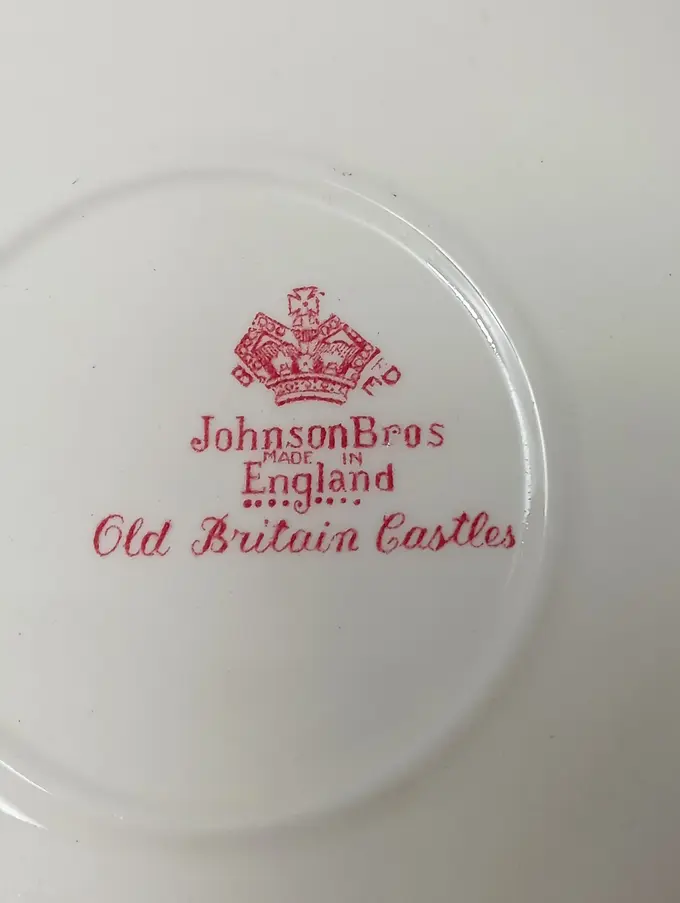 B D E
JohnsonBros
MADE IN
England
Old Britain Castles